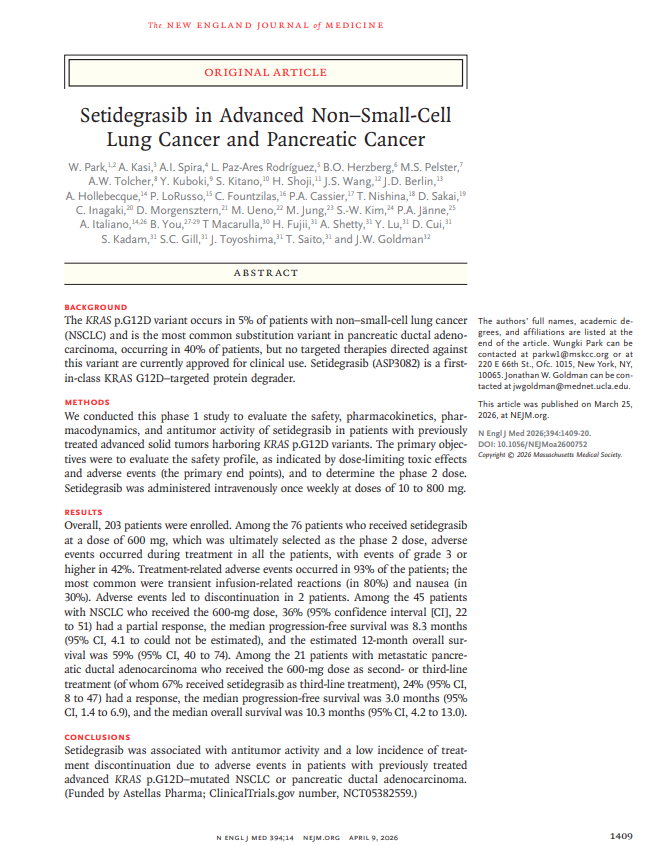 The NEW ENGLAND JOURNAL of MEDICINE
ORIGINAL ARTICLE
Setidegrasib in Advanced Non–Small-Cell
Lung Cancer and Pancreatic Cancer
W. Park,1,2 A. Kasi,3 A.I. Spira,4 L. Paz-Ares Rodríguez,5 B.O. Herzberg,6 M.S. Pelster,7
A.W. Tolcher,8 Y. Kuboki,9 S. Kitano,10 H. Shoji,11 J.S. Wang,12 J.D. Berlin,13
A. Hollebecque,14 P. LoRusso,15 C. Fountzilas,16 P.A. Cassier,17 T. Nishina,18 D. Sakai,19
C. Inagaki,20 D. Morgensztern,21 M. Ueno,22 M. Jung,23 S.-W. Kim,24 P.A. Jänne,25
A. Italiano,14,26 B. You,27-29 T Macarulla,30 H. Fujii,31 A. Shetty,31 Y. Lu,31 D. Cui,31
S. Kadam,31 S.C. Gill,31 J. Toyoshima,31 T. Saito,31 and J.W. Goldman32
ABSTRACT
BACKGROUND
The KRAS p.G12D variant occurs in 5% of patients with non–small-cell lung cancer
(NSCLC) and is the most common substitution variant in pancreatic ductal adeno-
carcinoma, occurring in 40% of patients, but no targeted therapies directed against
this variant are currently approved for clinical use. Setidegrasib (ASP3082) is a first-
in-class KRAS G12D–targeted protein degrader.
METHODS
We conducted this phase 1 study to evaluate the safety, pharmacokinetics, phar-
macodynamics, and antitumor activity of setidegrasib in patients with previously
treated advanced solid tumors harboring KRAS p.G12D variants. The primary objec-
tives were to evaluate the safety profile, as indicated by dose-limiting toxic effects
and adverse events (the primary end points), and to determine the phase 2 dose.
Setidegrasib was administered intravenously once weekly at doses of 10 to 800 mg.
RESULTS
Overall, 203 patients were enrolled. Among the 76 patients who received setidegrasib
at a dose of 600 mg, which was ultimately selected as the phase 2 dose, adverse
events occurred during treatment in all the patients, with events of grade 3 or
higher in 42%. Treatment-related adverse events occurred in 93% of the patients; the
most common were transient infusion-related reactions (in 80%) and nausea (in
30%). Adverse events led to discontinuation in 2 patients. Among the 45 patients
with NSCLC who received the 600-mg dose, 36% (95% confidence interval [CI], 22
to 51) had a partial response, the median progression-free survival was 8.3 months
(95% CI, 4.1 to could not be estimated), and the estimated 12-month overall sur-
vival was 59% (95% CI, 40 to 74). Among the 21 patients with metastatic pancre-
atic ductal adenocarcinoma who received the 600-mg dose as second- or third-line
treatment (of whom 67% received setidegrasib as third-line treatment), 24% (95% CI,
8 to 47) had a response, the median progression-free survival was 3.0 months (95%
CI, 1.4 to 6.9), and the median overall survival was 10.3 months (95% CI, 4.2 to 13.0).
CONCLUSIONS
Setidegrasib was associated with antitumor activity and a low incidence of treat-
ment discontinuation due to adverse events in patients with previously treated
advanced KRAS p.G12D–mutated NSCLC or pancreatic ductal adenocarcinoma.
(Funded by Astellas Pharma; ClinicalTrials.gov number, NCT05382559.)
The authors' full names, academic de-
grees, and affiliations are listed at the
end of the article. Wungki Park can be
contacted at parkw1@mskcc.org or at
220 E 66th St., Ofc. 1015, New York, NY,
10065. Jonathan W. Goldman can be con-
tacted at jwgoldman@mednet.ucla.edu.
This article was published on March 25,
2026, at NEJM.org.
N Engl J Med 2026;394:1409-20.
DOI: 10.1056/NEJMoa2600752
Copyright © 2026 Massachusetts Medical Society.
N ENGL J MED 394;14 NEJM.ORG APRIL 9, 2026
1409